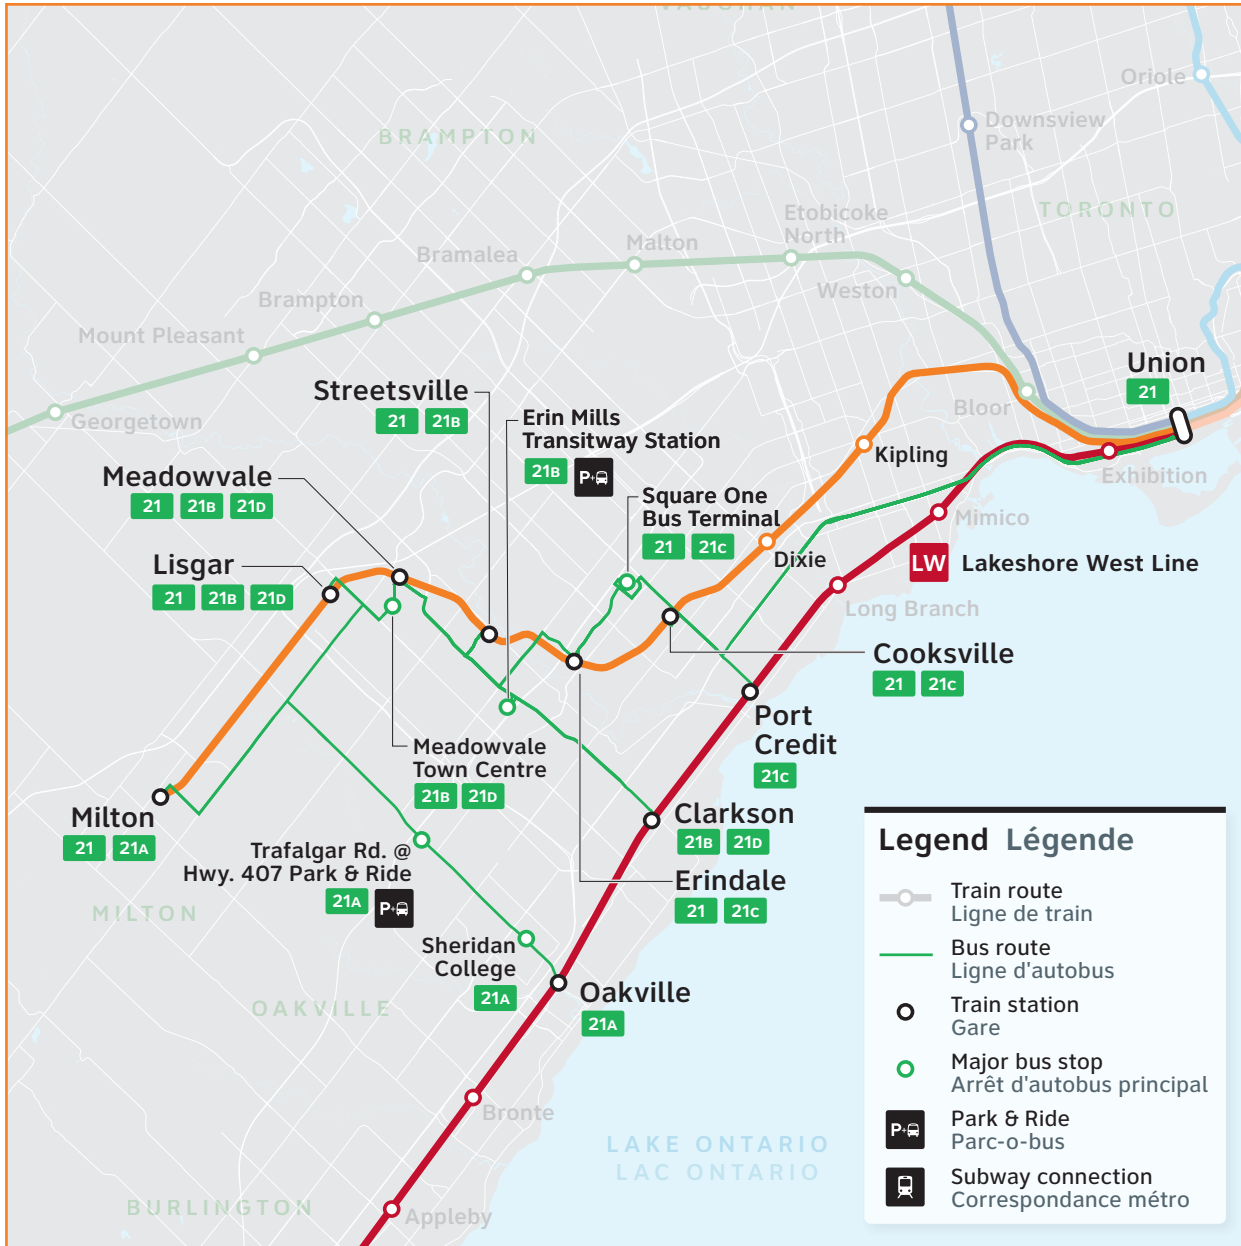 VAUGHAN
Oriole
Downsview
Park
BRAMPTON
TORONTO
Etobicoke
North
Malton
Bramalea
Weston
Brampton
Mount Pleasant
Georgetown
Union
21
Bloor
Streetsville
21 21B
Erin Mills
Transitway Station
21B P+
Kipling
Exhibition
Meadowvale
21 21B 21D
Square One
Bus Terminal
21 21C
Mimico
Dixie
LW Lakeshore West Line
Lisgar
21 21B 21D
Long Branch
Cooksville
21 21C
Port
Credit
21C
Meadowvale
Town Centre
21B 21D
Milton
21 21A
Clarkson
21B 21D
Trafalgar Rd. @
Hwy. 407 Park & Ride
21A P+
Erindale
21 21C
MILTON
Sheridan
College
21A
Oakville
21A
OAKVILLE
Bronte
LAKE ONTARIO
LAC ONTARIO
BURLINGTON
Appleby
Legend Légende
Train route
Ligne de train
Bus route
Ligne d'autobus
Train station
Gare
Major bus stop
Arrêt d'autobus principal
P+ Park & Ride
Parc-o-bus
Subway connection
Correspondance métro